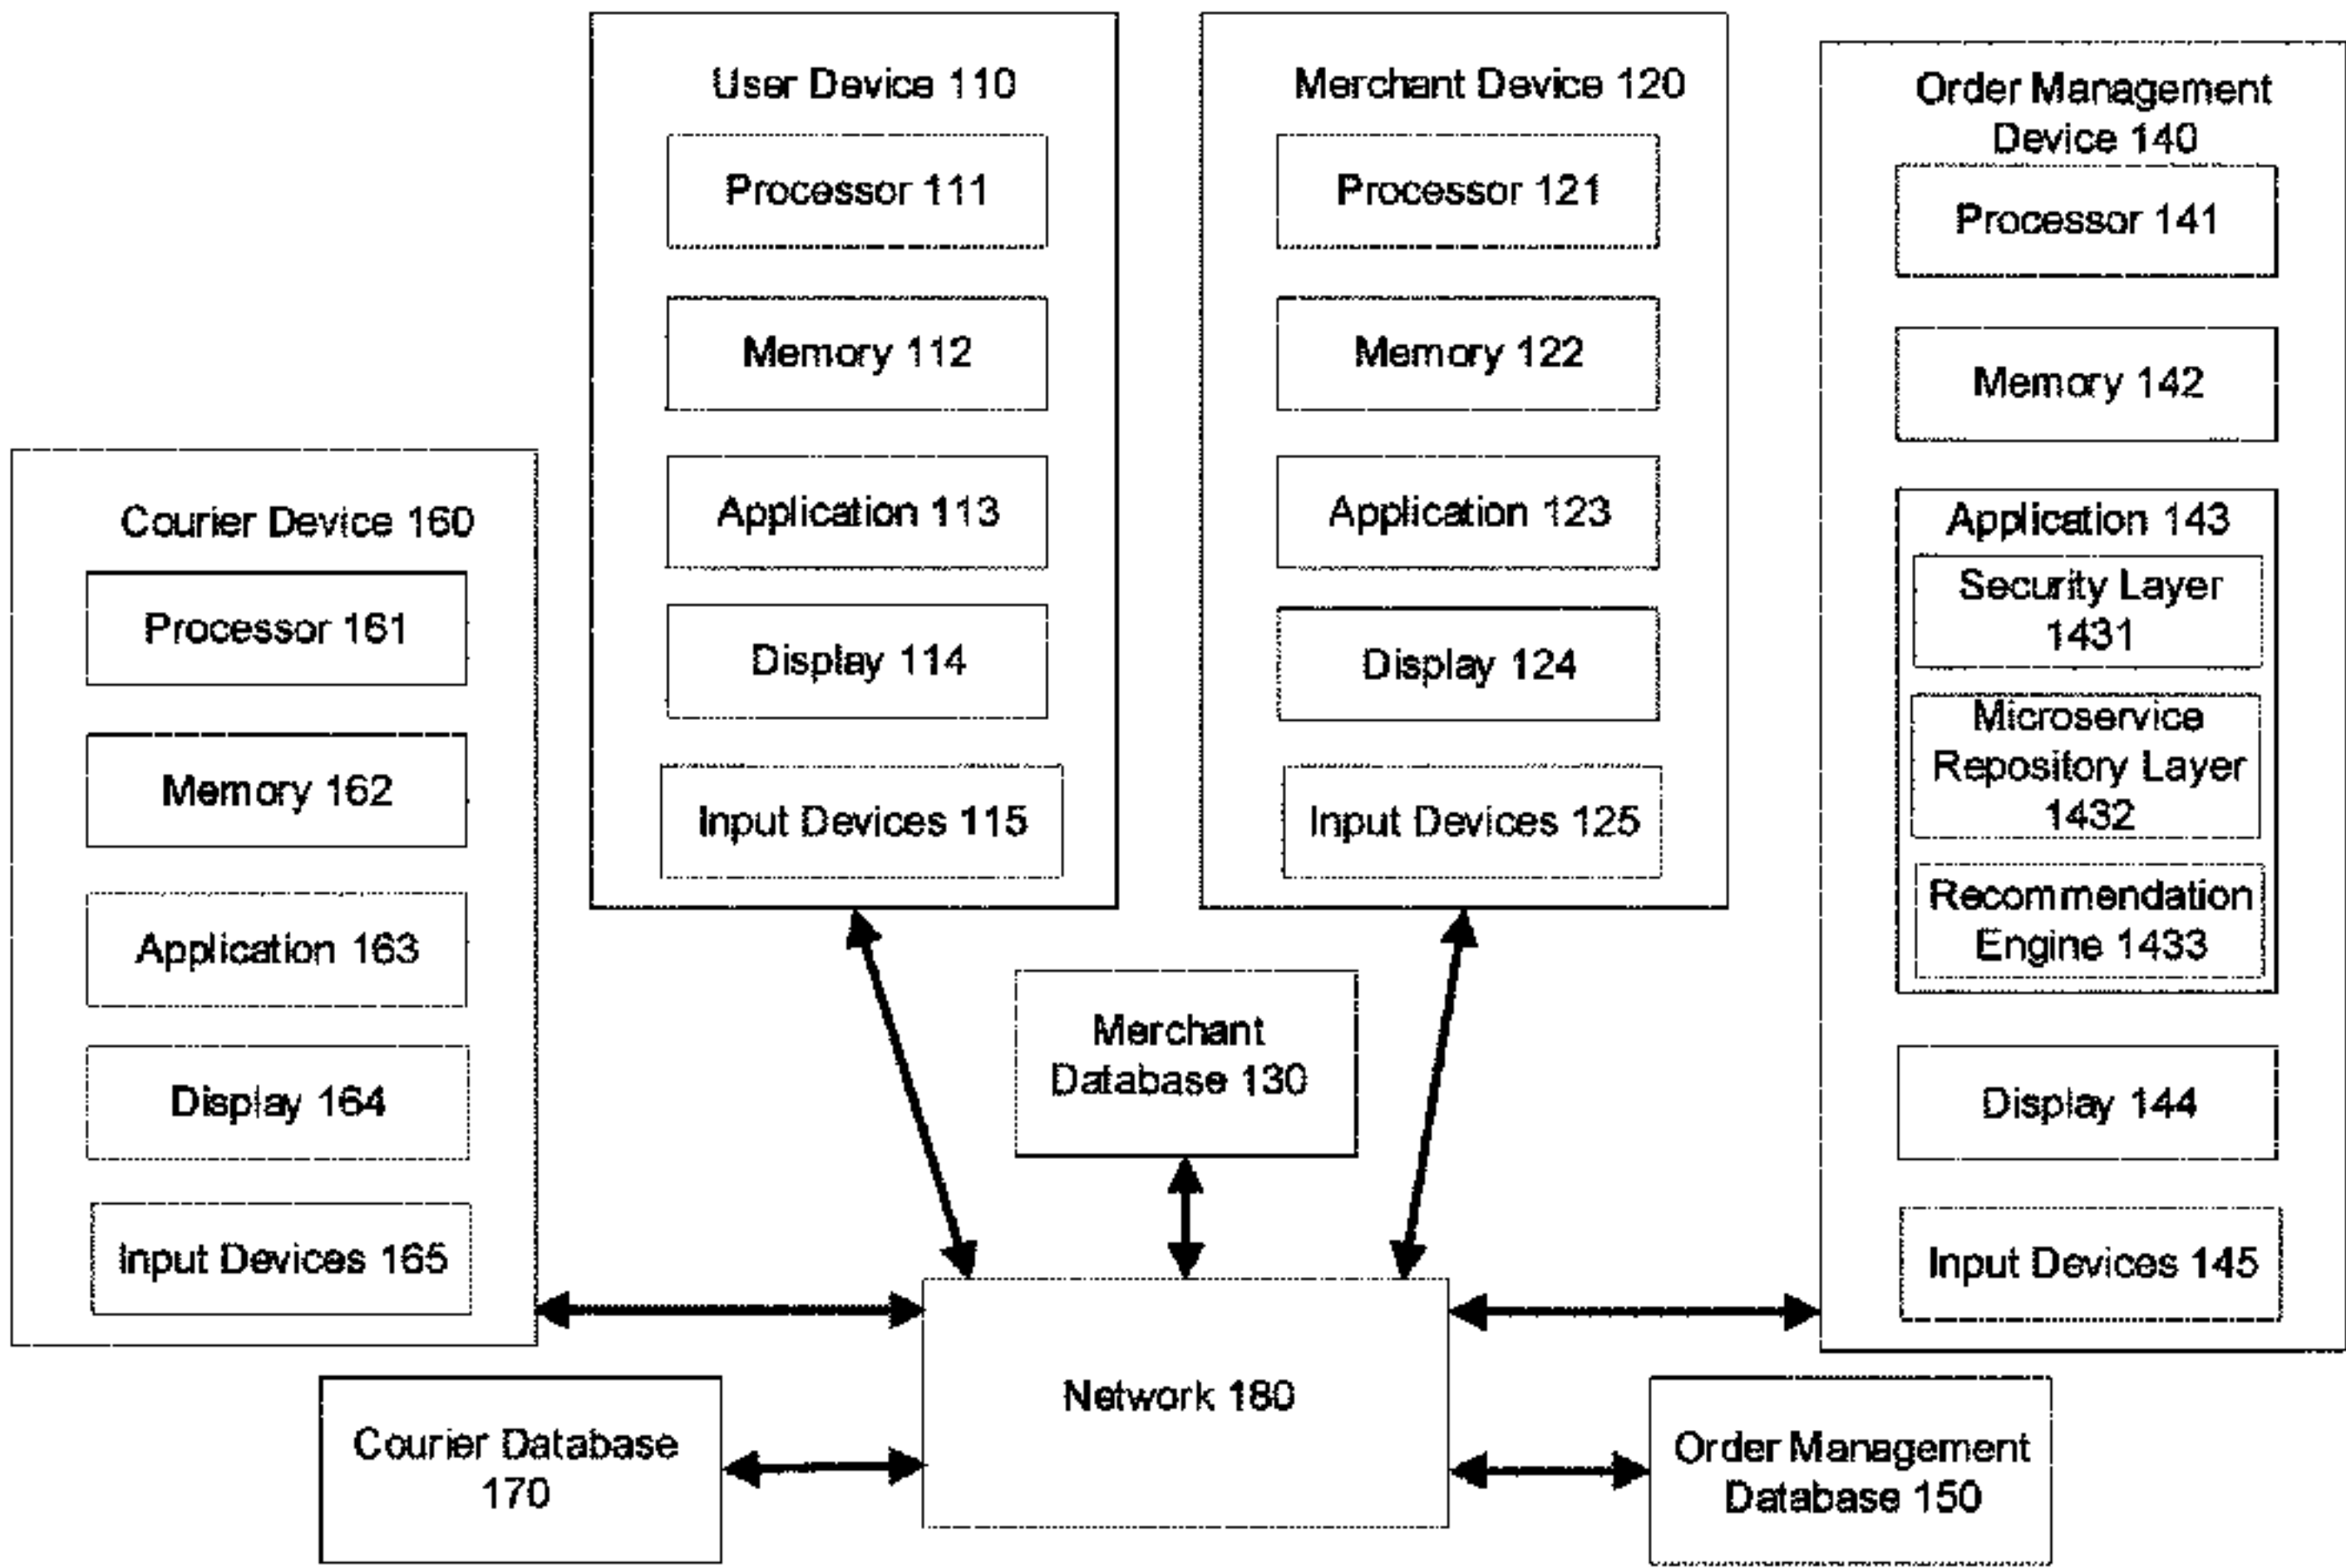 User Device 110
Processor 111
Memory 112
Application 113
Display 114
Input Devices 115
Merchant Device 120
Processor 121
Memory 122
Application 123
Display 124
Input Devices 125
Order Management
Device 140
Processor 141
Memory 142
Application 143
Security Layer
1431
Microservice
Repository Layer
1432
Recommendation
Engine 1433
Display 144
Input Devices 145
Courier Device 160
Processor 161
Memory 162
Application 163
Display 164
Input Devices 165
Merchant
Database 130
Network 180
Courier Database
170
Order Management
Database 150